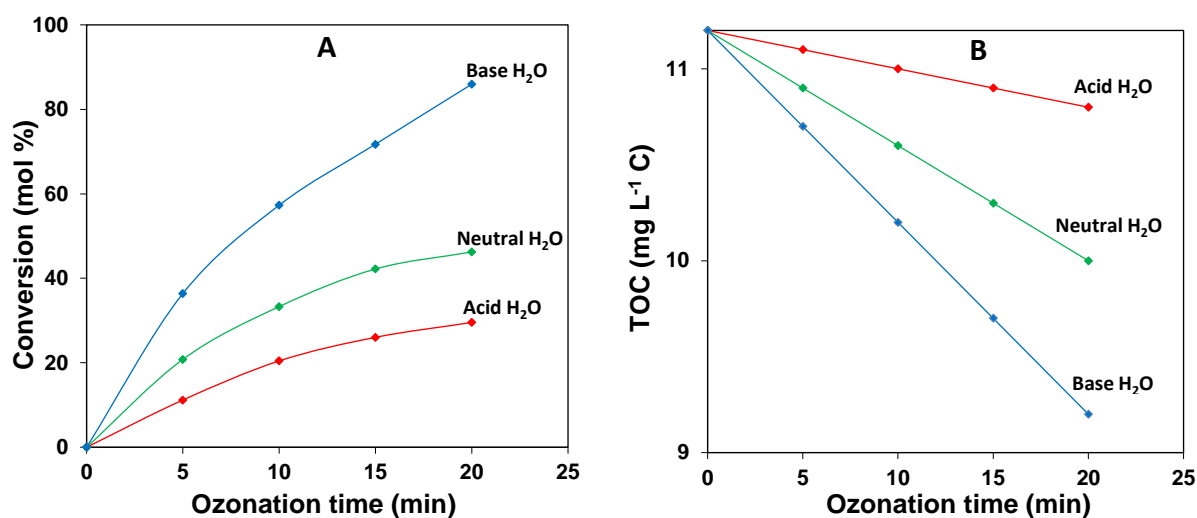 A
Conversion (mol %)
100
80
60
40
20
0
Base H₂O
Neutral H₂O
Acid H₂O
0 5 10 15 20 25
Ozonation time (min)
B
TOC (mg L⁻¹ C)
11
10
9
Acid H₂O
Neutral H₂O
Base H₂O
0 5 10 15 20 25
Ozonation time (min)